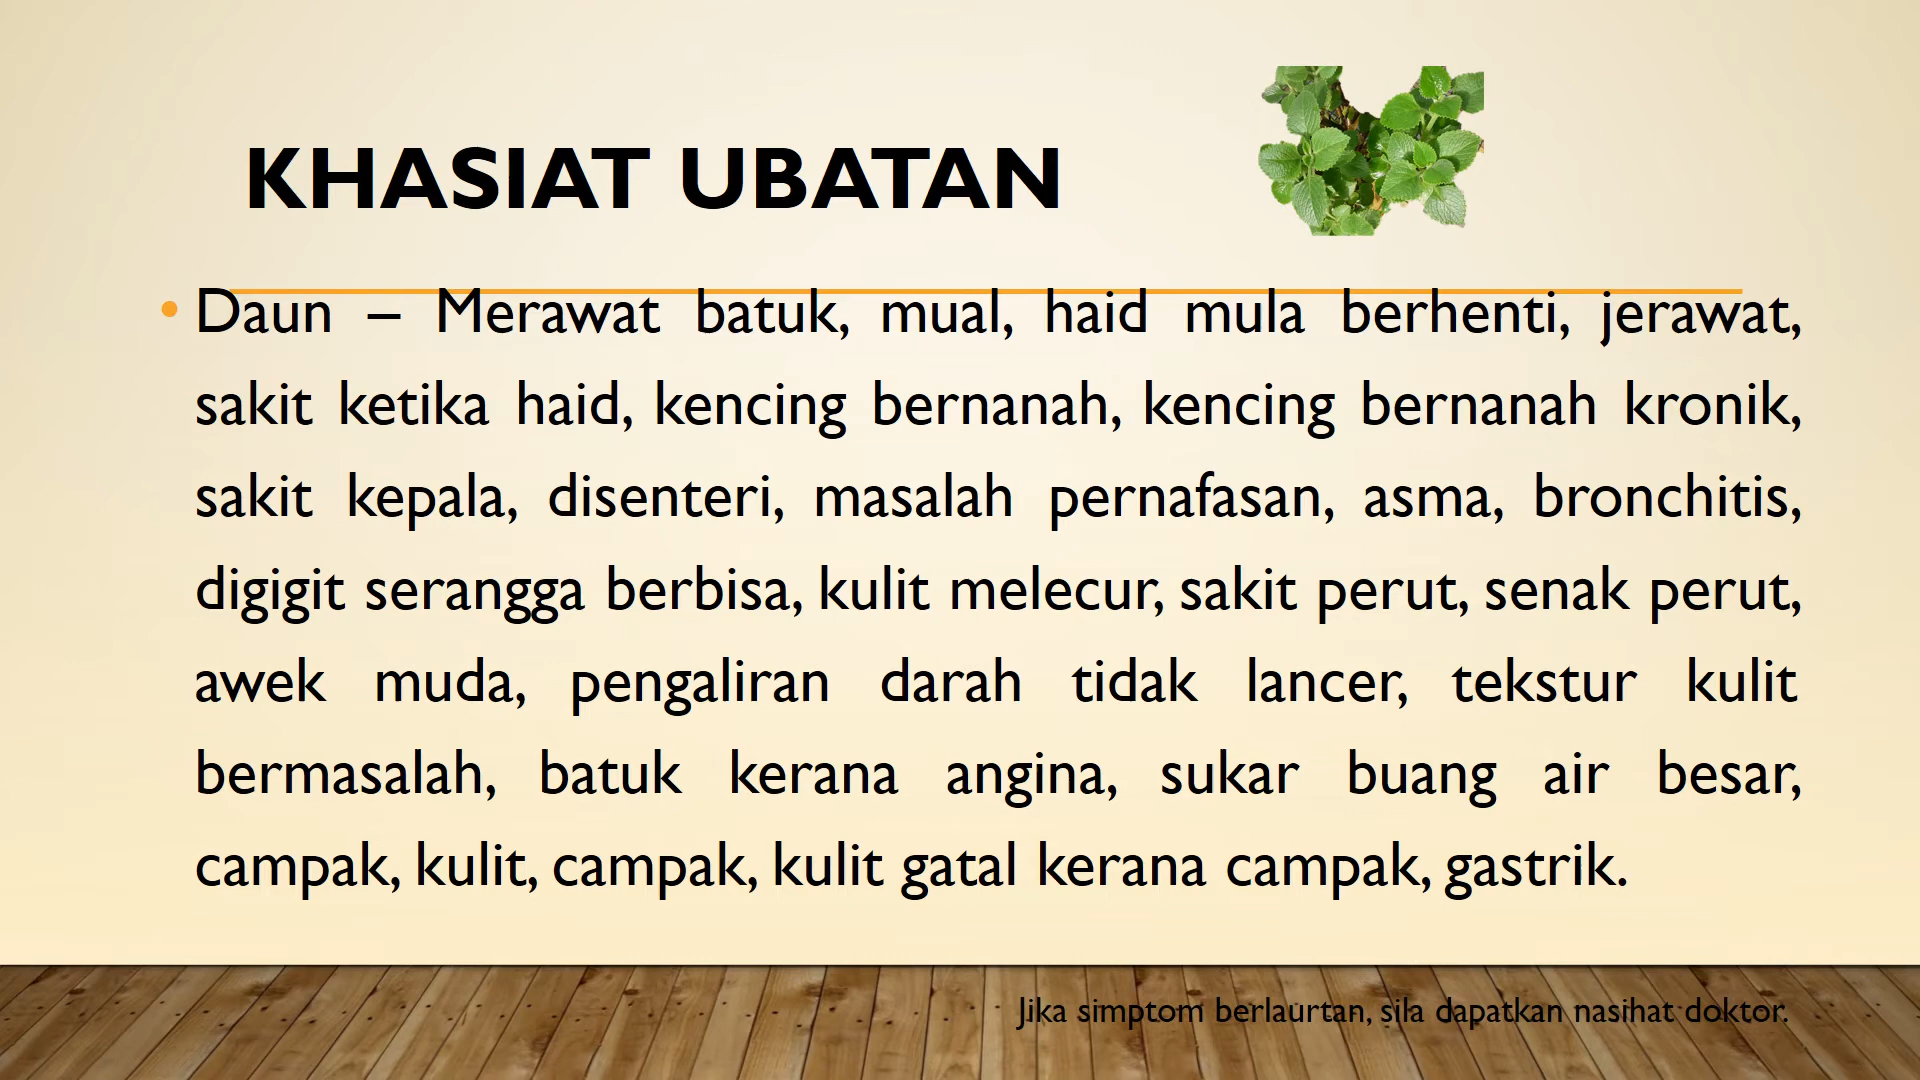 KHASIAT UBATAN
• Daun – Merawat batuk, mual, haid mula berhenti, jerawat,
sakit ketika haid, kencing bernanah, kencing bernanah kronik,
sakit kepala, disenteri, masalah pernafasan, asma, bronchitis,
digigit serangga berbisa, kulit melecur, sakit perut, senak perut,
awek muda, pengaliran darah tidak lancer, tekstur kulit
bermasalah, batuk kerana angina, sukar buang air besar,
campak, kulit, campak, kulit gatal kerana campak, gastrik.
Jika simptom berlaurtan, sila dapatkan nasihat doktor.